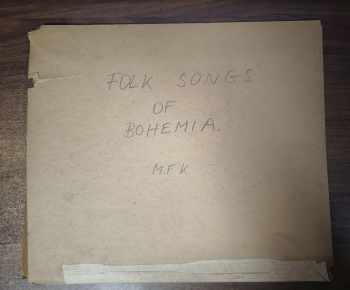 FOLK SONGS
OF
BOHEMIA.
M.F.K